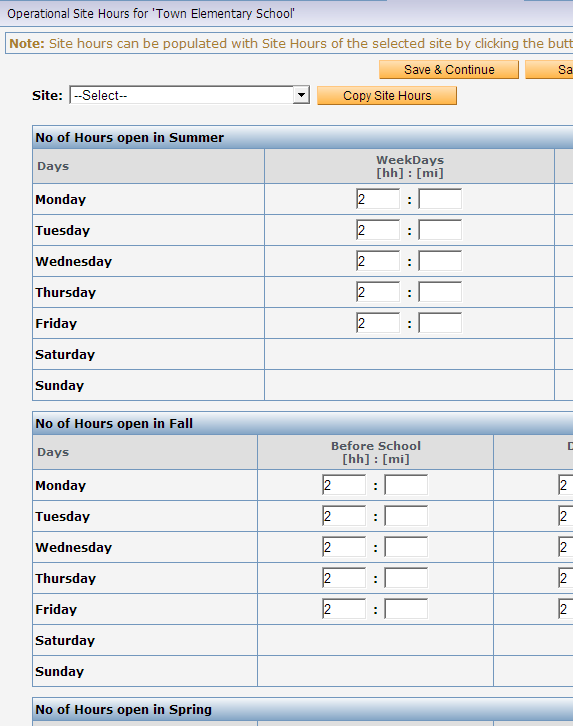 Operational Site Hours for 'Town Elementary School'
Note: Site hours can be populated with Site Hours of the selected site by clicking the butt
Save & Continue Sa
Site: --Select-- Copy Site Hours
No of Hours open in Summer
Days WeekDays
[hh] : [mi]
Monday 2 :
Tuesday 2 :
Wednesday 2 :
Thursday 2 :
Friday 2 :
Saturday
Sunday
No of Hours open in Fall
Days Before School D
[hh] : [mi]
Monday 2 : 2
Tuesday 2 : 2
Wednesday 2 : 2
Thursday 2 : 2
Friday 2 : 2
Saturday
Sunday
No of Hours open in Spring